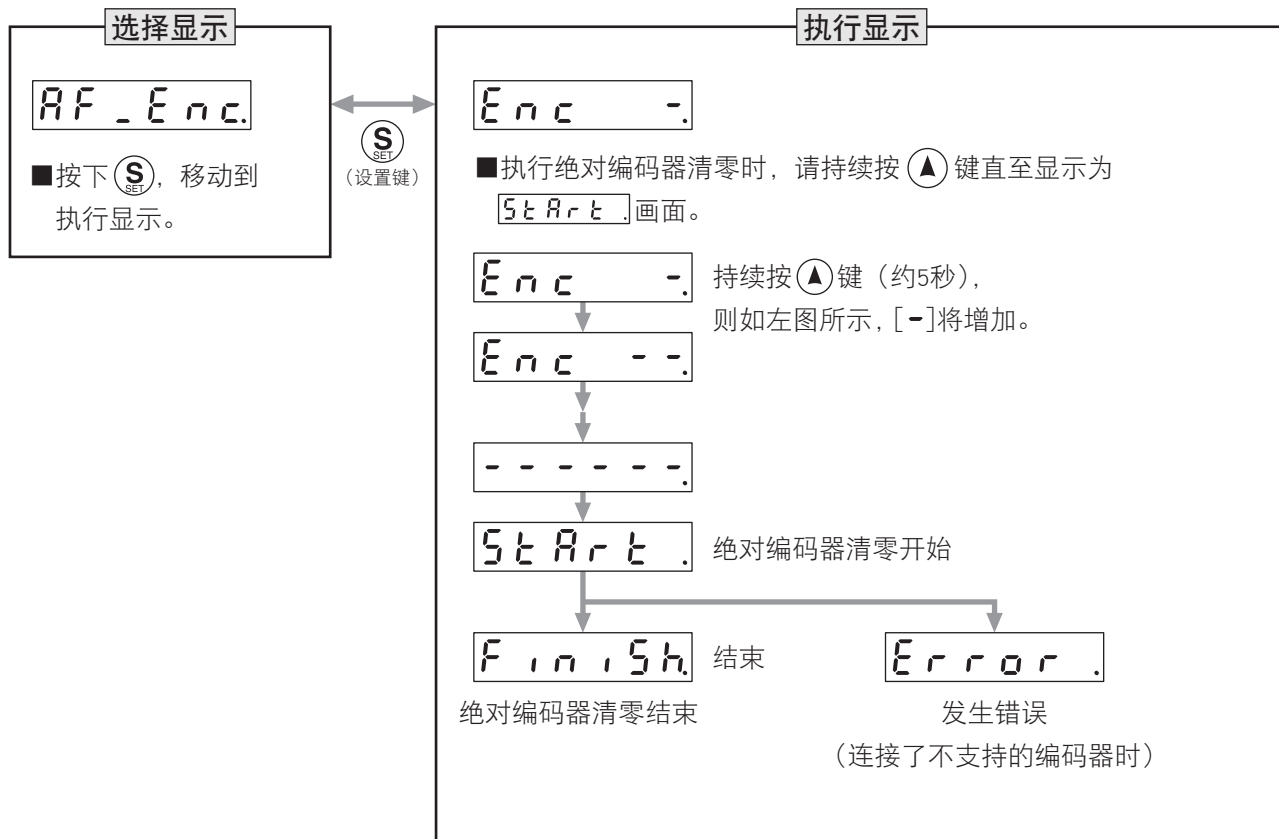 选择显示
AF_Enc.
■按下 S SET，移动到
执行显示。
S SET
（设置键）
执行显示
Enc -.
■执行绝对编码器清零时，请持续按▲键直至显示为
StArt .画面。
Enc -.
持续按▲键（约5秒），
则如左图所示，[-]将增加。
Enc --.
------.
StArt .
绝对编码器清零开始
FiniSh.
结束
绝对编码器清零结束
Error .
发生错误
（连接了不支持的编码器时）